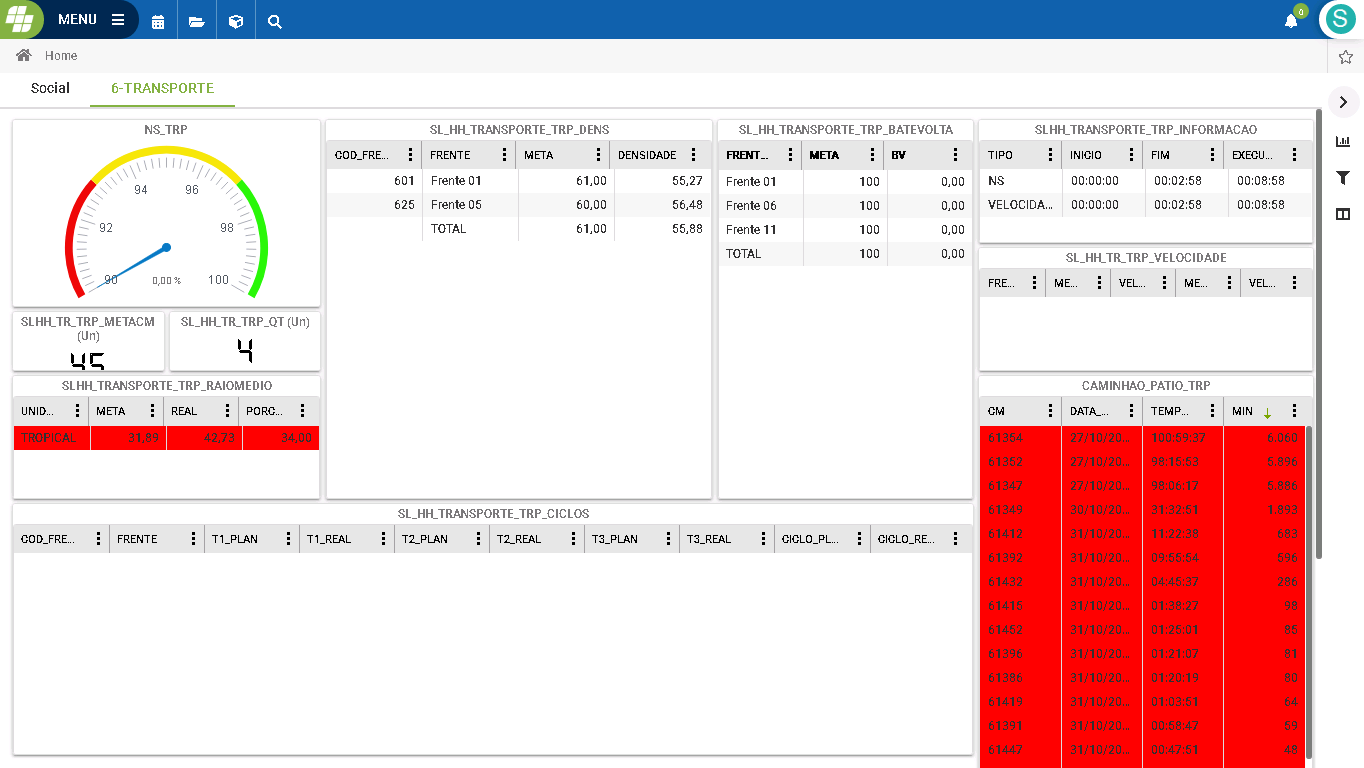 MENU
0
S
Home
Social
6-TRANSPORTE
NS_TRP
94 96
92 98
90 0,00 % 100
SLHH_TR_TRP_METACM (Un)
45
SL_HH_TR_TRP_QT (Un)
4
SLHH_TRANSPORTE_TRP_RAIOMEDIO
UNID... META REAL PORC...
TROPICAL 31,89 42,73 34,00
SL_HH_TRANSPORTE_TRP_DENS
COD_FRE... FRENTE META DENSIDADE
601 Frente 01 61,00 55,27
625 Frente 05 60,00 56,48
TOTAL 61,00 55,88
SL_HH_TRANSPORTE_TRP_BATEVOLTA
FRENT... META BV
Frente 01 100 0,00
Frente 06 100 0,00
Frente 11 100 0,00
TOTAL 100 0,00
SLHH_TRANSPORTE_TRP_INFORMACAO
TIPO INICIO FIM EXECU...
NS 00:00:00 00:02:58 00:08:58
VELOCIDA... 00:00:00 00:02:58 00:08:58
SL_HH_TR_TRP_VELOCIDADE
FRE... ME... VEL... ME... VEL...
SL_HH_TRANSPORTE_TRP_CICLOS
COD_FRE... FRENTE T1_PLAN T1_REAL T2_PLAN T2_REAL T3_PLAN T3_REAL CICLO_PL... CICLO_RE...
CAMINHAO_PATIO_TRP
CM DATA_... TEMP... MIN
61354 27/10/20... 100:59:37 6.060
61352 27/10/20... 98:15:53 5.896
61347 27/10/20... 98:06:17 5.886
61349 30/10/20... 31:32:51 1.893
61412 31/10/20... 11:22:38 683
61392 31/10/20... 09:55:54 596
61432 31/10/20... 04:45:37 286
61415 31/10/20... 01:38:27 98
61452 31/10/20... 01:25:01 85
61396 31/10/20... 01:21:07 81
61386 31/10/20... 01:20:19 80
61419 31/10/20... 01:03:51 64
61391 31/10/20... 00:58:47 59
61447 31/10/20... 00:47:51 48